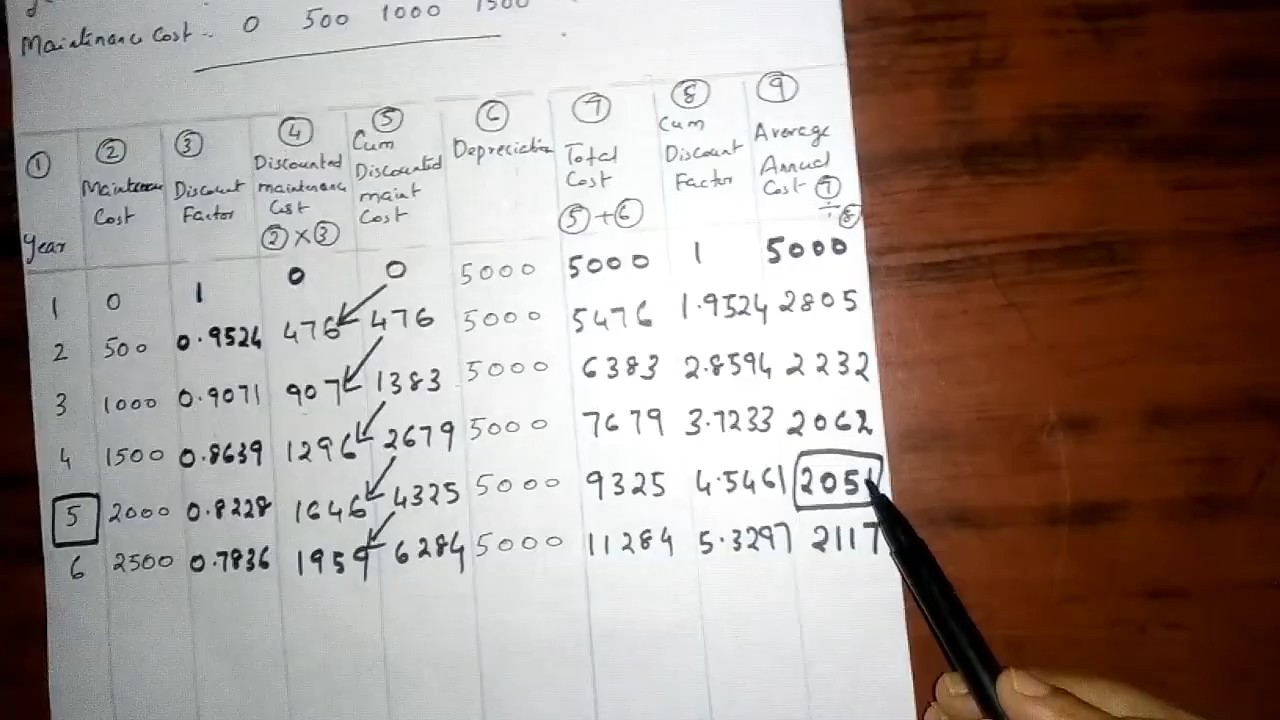 Maintinance Cost - 0 500 1000 1500
① ② ③ ④ ⑤ ⑥ ⑦ ⑧ ⑨
Year
Maintenance Cost
Discount Factor
Discounted maintenance Cost ② × ③
Cum Discounted maint Cost
Depreciation
Total Cost ⑤ + ⑥
Cum Discount Factor
Average Annual Cost ⑦ ÷ ⑧
1 0 1 0 0 5000 5000 1 5000
2 500 0.9524 476 476 5000 5476 1.9524 2805
3 1000 0.9071 907 1383 5000 6383 2.8594 2232
4 1500 0.8639 1296 2679 5000 7679 3.7233 2062
5 2000 0.8228 1646 4325 5000 9325 4.5461 2051
6 2500 0.7836 1959 6284 5000 11284 5.3297 2117